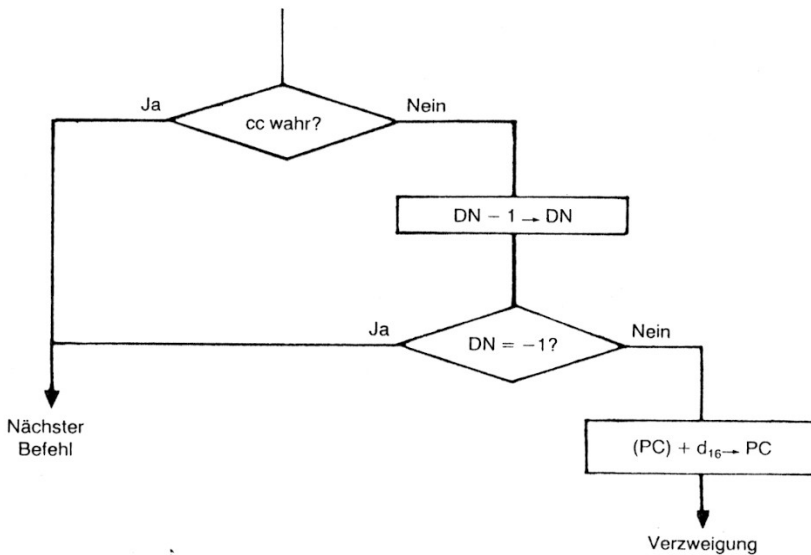 Ja
Nein
cc wahr?
DN – 1 → DN
Ja
Nein
DN = –1?
Nächster
Befehl
(PC) + d₁₆→ PC
Verzweigung